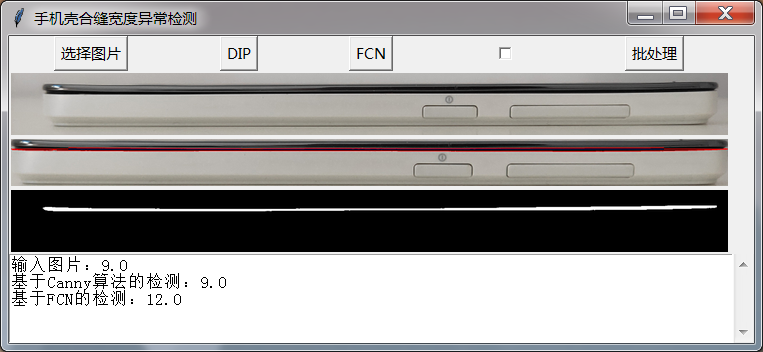 手机壳合缝宽度异常检测
选择图片 DIP FCN 批处理
输入图片：9.0
基于Canny算法的检测：9.0
基于FCN的检测：12.0